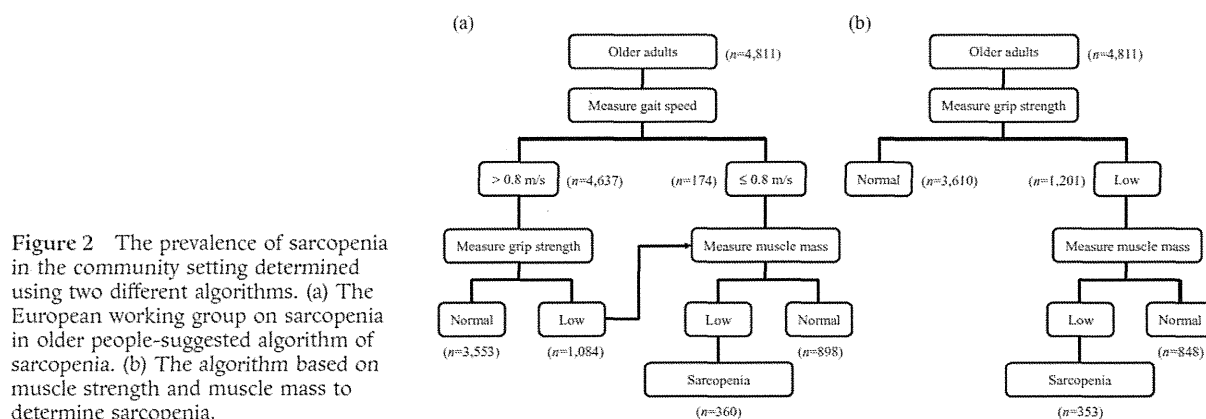 (a)
Older adults (n=4,811)
Measure gait speed
> 0.8 m/s (n=4,637) (n=174) ≤ 0.8 m/s
Measure grip strength Measure muscle mass
Normal Low Low Normal
(n=3,553) (n=1,084) (n=898)
Sarcopenia
(n=360)
(b)
Older adults (n=4,811)
Measure grip strength
Normal (n=3,610) (n=1,201) Low
Measure muscle mass
Low Normal
(n=848)
Sarcopenia
(n=353)
Figure 2 The prevalence of sarcopenia
in the community setting determined
using two different algorithms. (a) The
European working group on sarcopenia
in older people-suggested algorithm of
sarcopenia. (b) The algorithm based on
muscle strength and muscle mass to
determine sarcopenia.